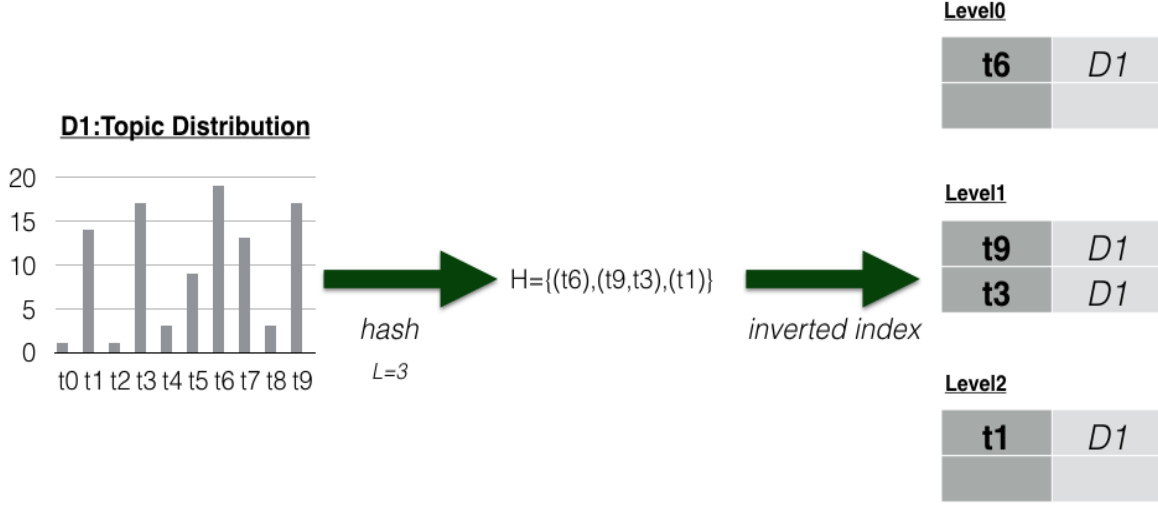 D1:Topic Distribution
20
15
10
5
0
t0 t1 t2 t3 t4 t5 t6 t7 t8 t9
hash
L=3
H={(t6),(t9,t3),(t1)}
inverted index
Level0
t6 D1
Level1
t9 D1
t3 D1
Level2
t1 D1